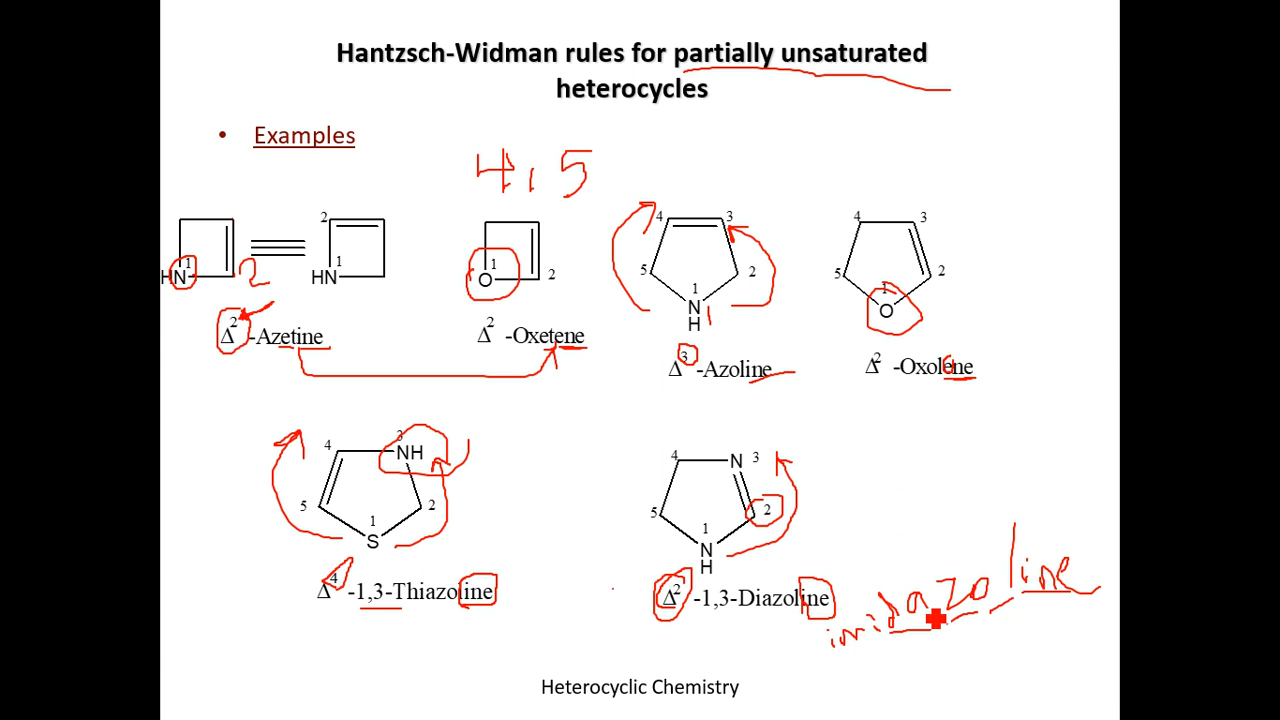 Hantzsch-Widman rules for partially unsaturated
heterocycles
• Examples
4, 5
1
HN
2
2
1
HN
1
O
2
4
3
5
2
1
N
H
1
4
3
5
2
1
O
Δ²-Azetine
Δ²-Oxetene
Δ³-Azoline
Δ²-Oxolene
3
4
NH
5
2
1
S
4
N
3
5
2
1
N
H
Δ⁴-1,3-Thiazoline
Δ²-1,3-Diazoline
imidazoline
Heterocyclic Chemistry